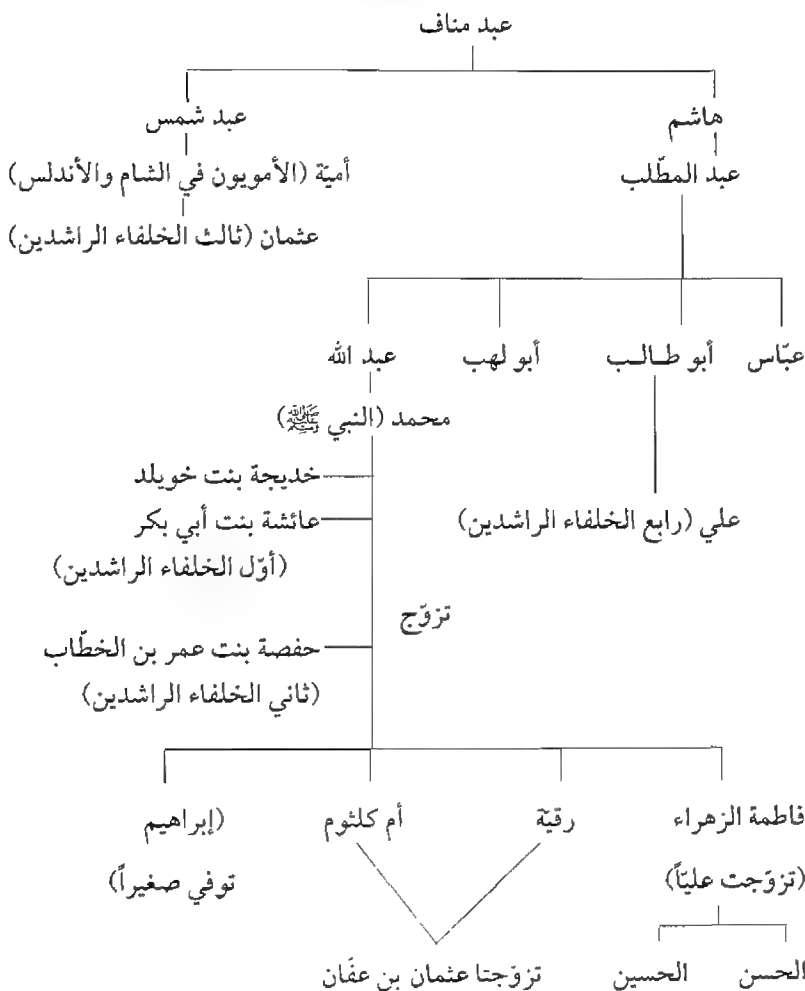 عبد مناف
هاشم
عبد شمس
عبد المطّلب
أميّة (الأمويون في الشام والأندلس)
عثمان (ثالث الخلفاء الراشدين)
عبّاس
أبو طالب
أبو لهب
عبد الله
محمد (النبي ﷺ)
خديجة بنت خويلد
عائشة بنت أبي بكر
(أوّل الخلفاء الراشدين)
علي (رابع الخلفاء الراشدين)
تزوّج
حفصة بنت عمر بن الخطّاب
(ثاني الخلفاء الراشدين)
فاطمة الزهراء
(تزوّجت عليّاً)
رقيّة
أم كلثوم
(إبراهيم
توفي صغيراً)
الحسن
الحسين
تزوّجتا عثمان بن عفّان